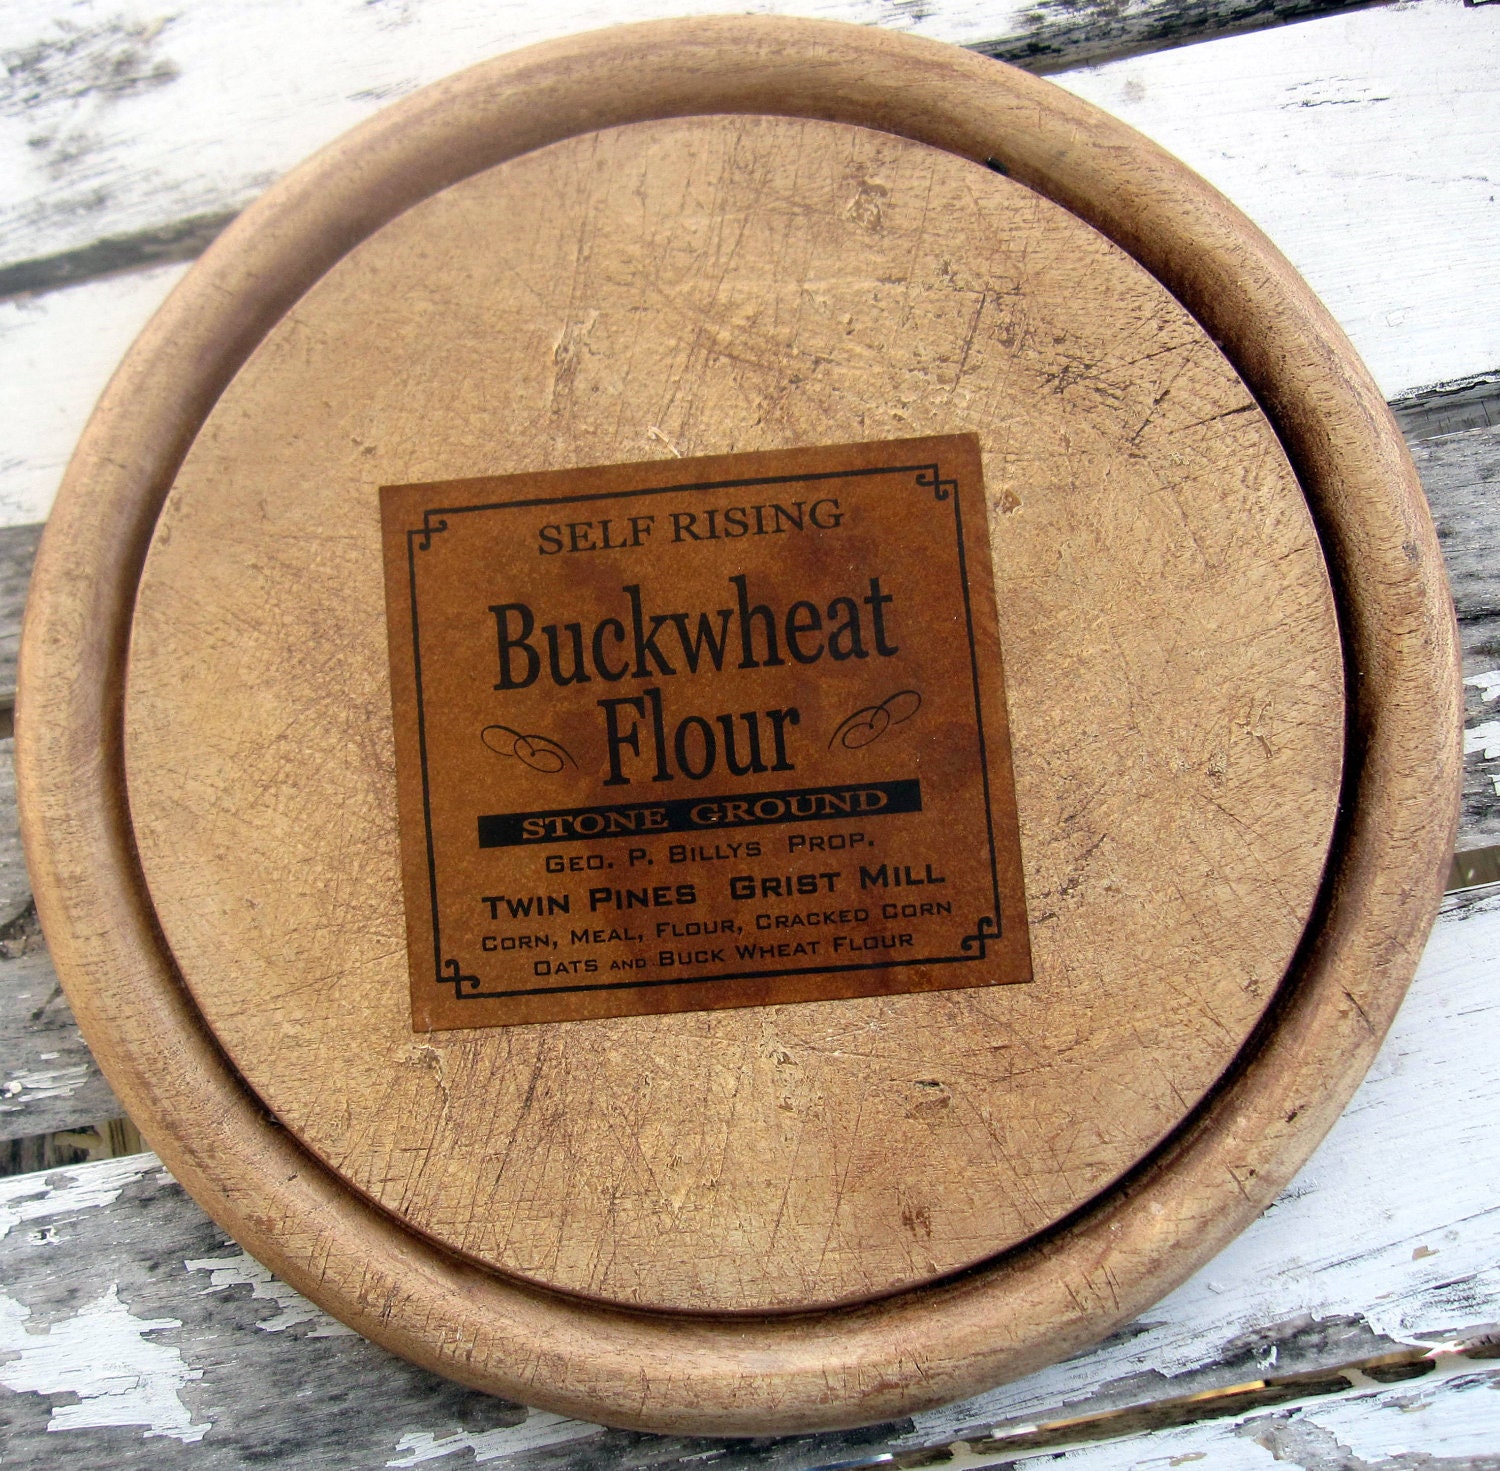 SELF RISING
Buckwheat
Flour
STONE GROUND
GEO. P. BILLYS PROP.
TWIN PINES GRIST MILL
CORN, MEAL, FLOUR, CRACKED CORN
OATS AND BUCK WHEAT FLOUR